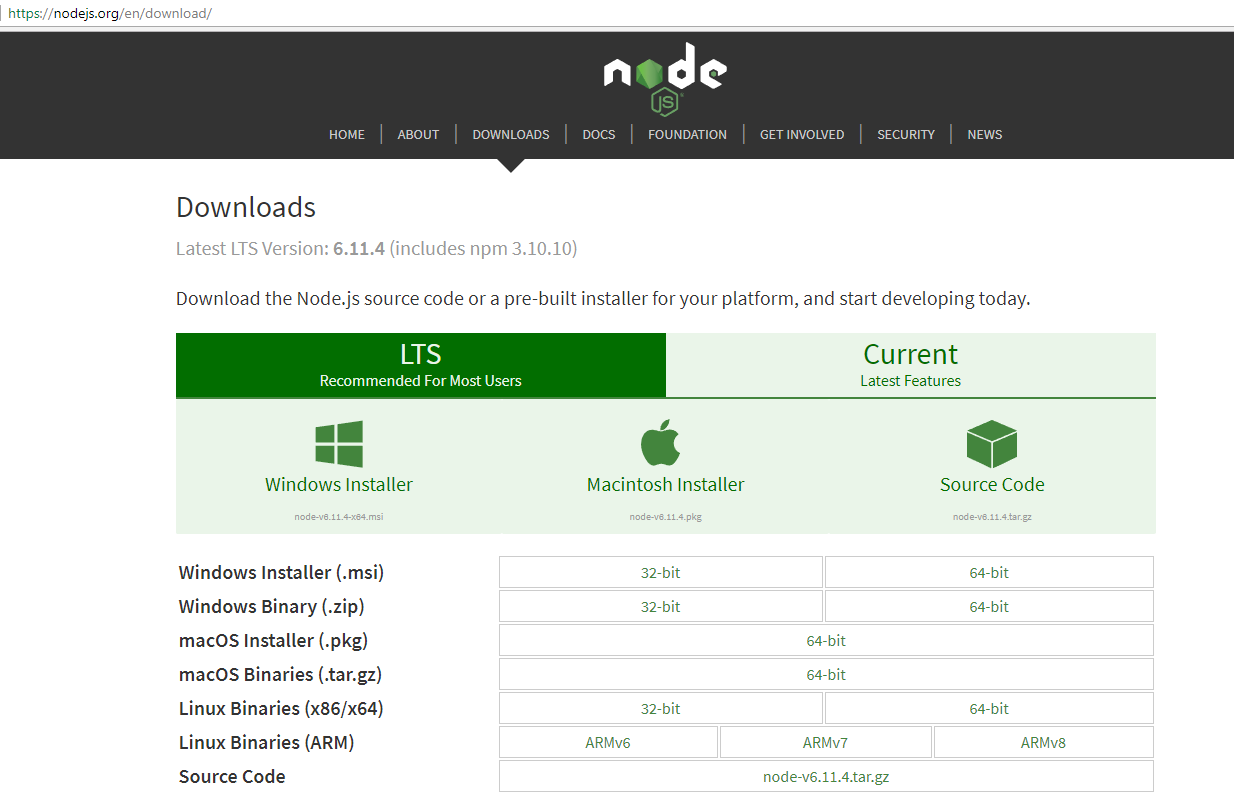 https://nodejs.org/en/download/
node
JS
HOME ABOUT DOWNLOADS DOCS FOUNDATION GET INVOLVED SECURITY NEWS
Downloads
Latest LTS Version: 6.11.4 (includes npm 3.10.10)
Download the Node.js source code or a pre-built installer for your platform, and start developing today.
LTS Current
Recommended For Most Users Latest Features
Windows Installer Macintosh Installer Source Code
node-v6.11.4-x64.msi node-v6.11.4.pkg node-v6.11.4.tar.gz
Windows Installer (.msi) 32-bit 64-bit
Windows Binary (.zip) 32-bit 64-bit
macOS Installer (.pkg) 64-bit
macOS Binaries (.tar.gz) 64-bit
Linux Binaries (x86/x64) 32-bit 64-bit
Linux Binaries (ARM) ARMv6 ARMv7 ARMv8
Source Code node-v6.11.4.tar.gz